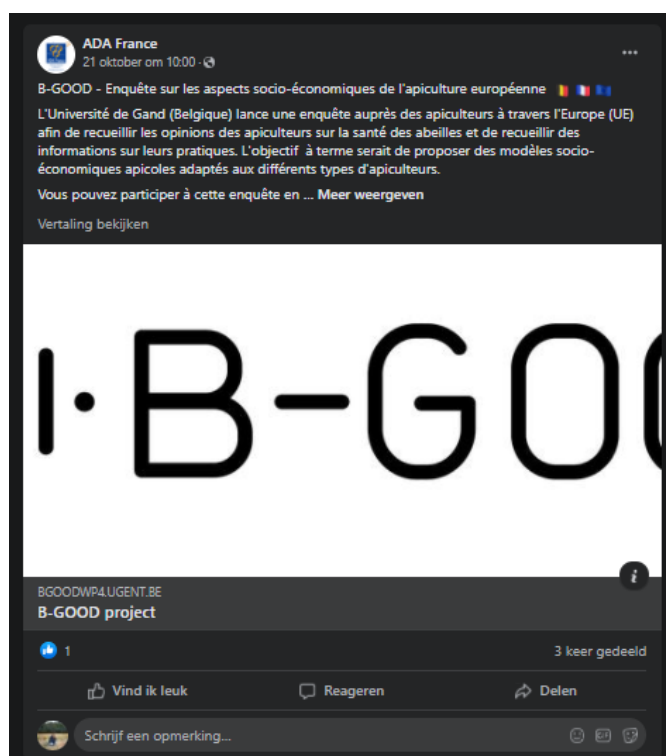 ADA France
21 oktober om 10:00 ·
B-GOOD - Enquête sur les aspects socio-économiques de l'apiculture européenne
L'Université de Gand (Belgique) lance une enquête auprès des apiculteurs à travers l'Europe (UE)
afin de recueillir les opinions des apiculteurs sur la santé des abeilles et de recueillir des
informations sur leurs pratiques. L'objectif à terme serait de proposer des modèles socio-
économiques apicoles adaptés aux différents types d'apiculteurs.
Vous pouvez participer à cette enquête en ... Meer weergeven
Vertaling bekijken
B-GOO
BGOODWP4.UGENT.BE
B-GOOD project
1
3 keer gedeeld
Vind ik leuk
Reageren
Delen
Schrijf een opmerking...